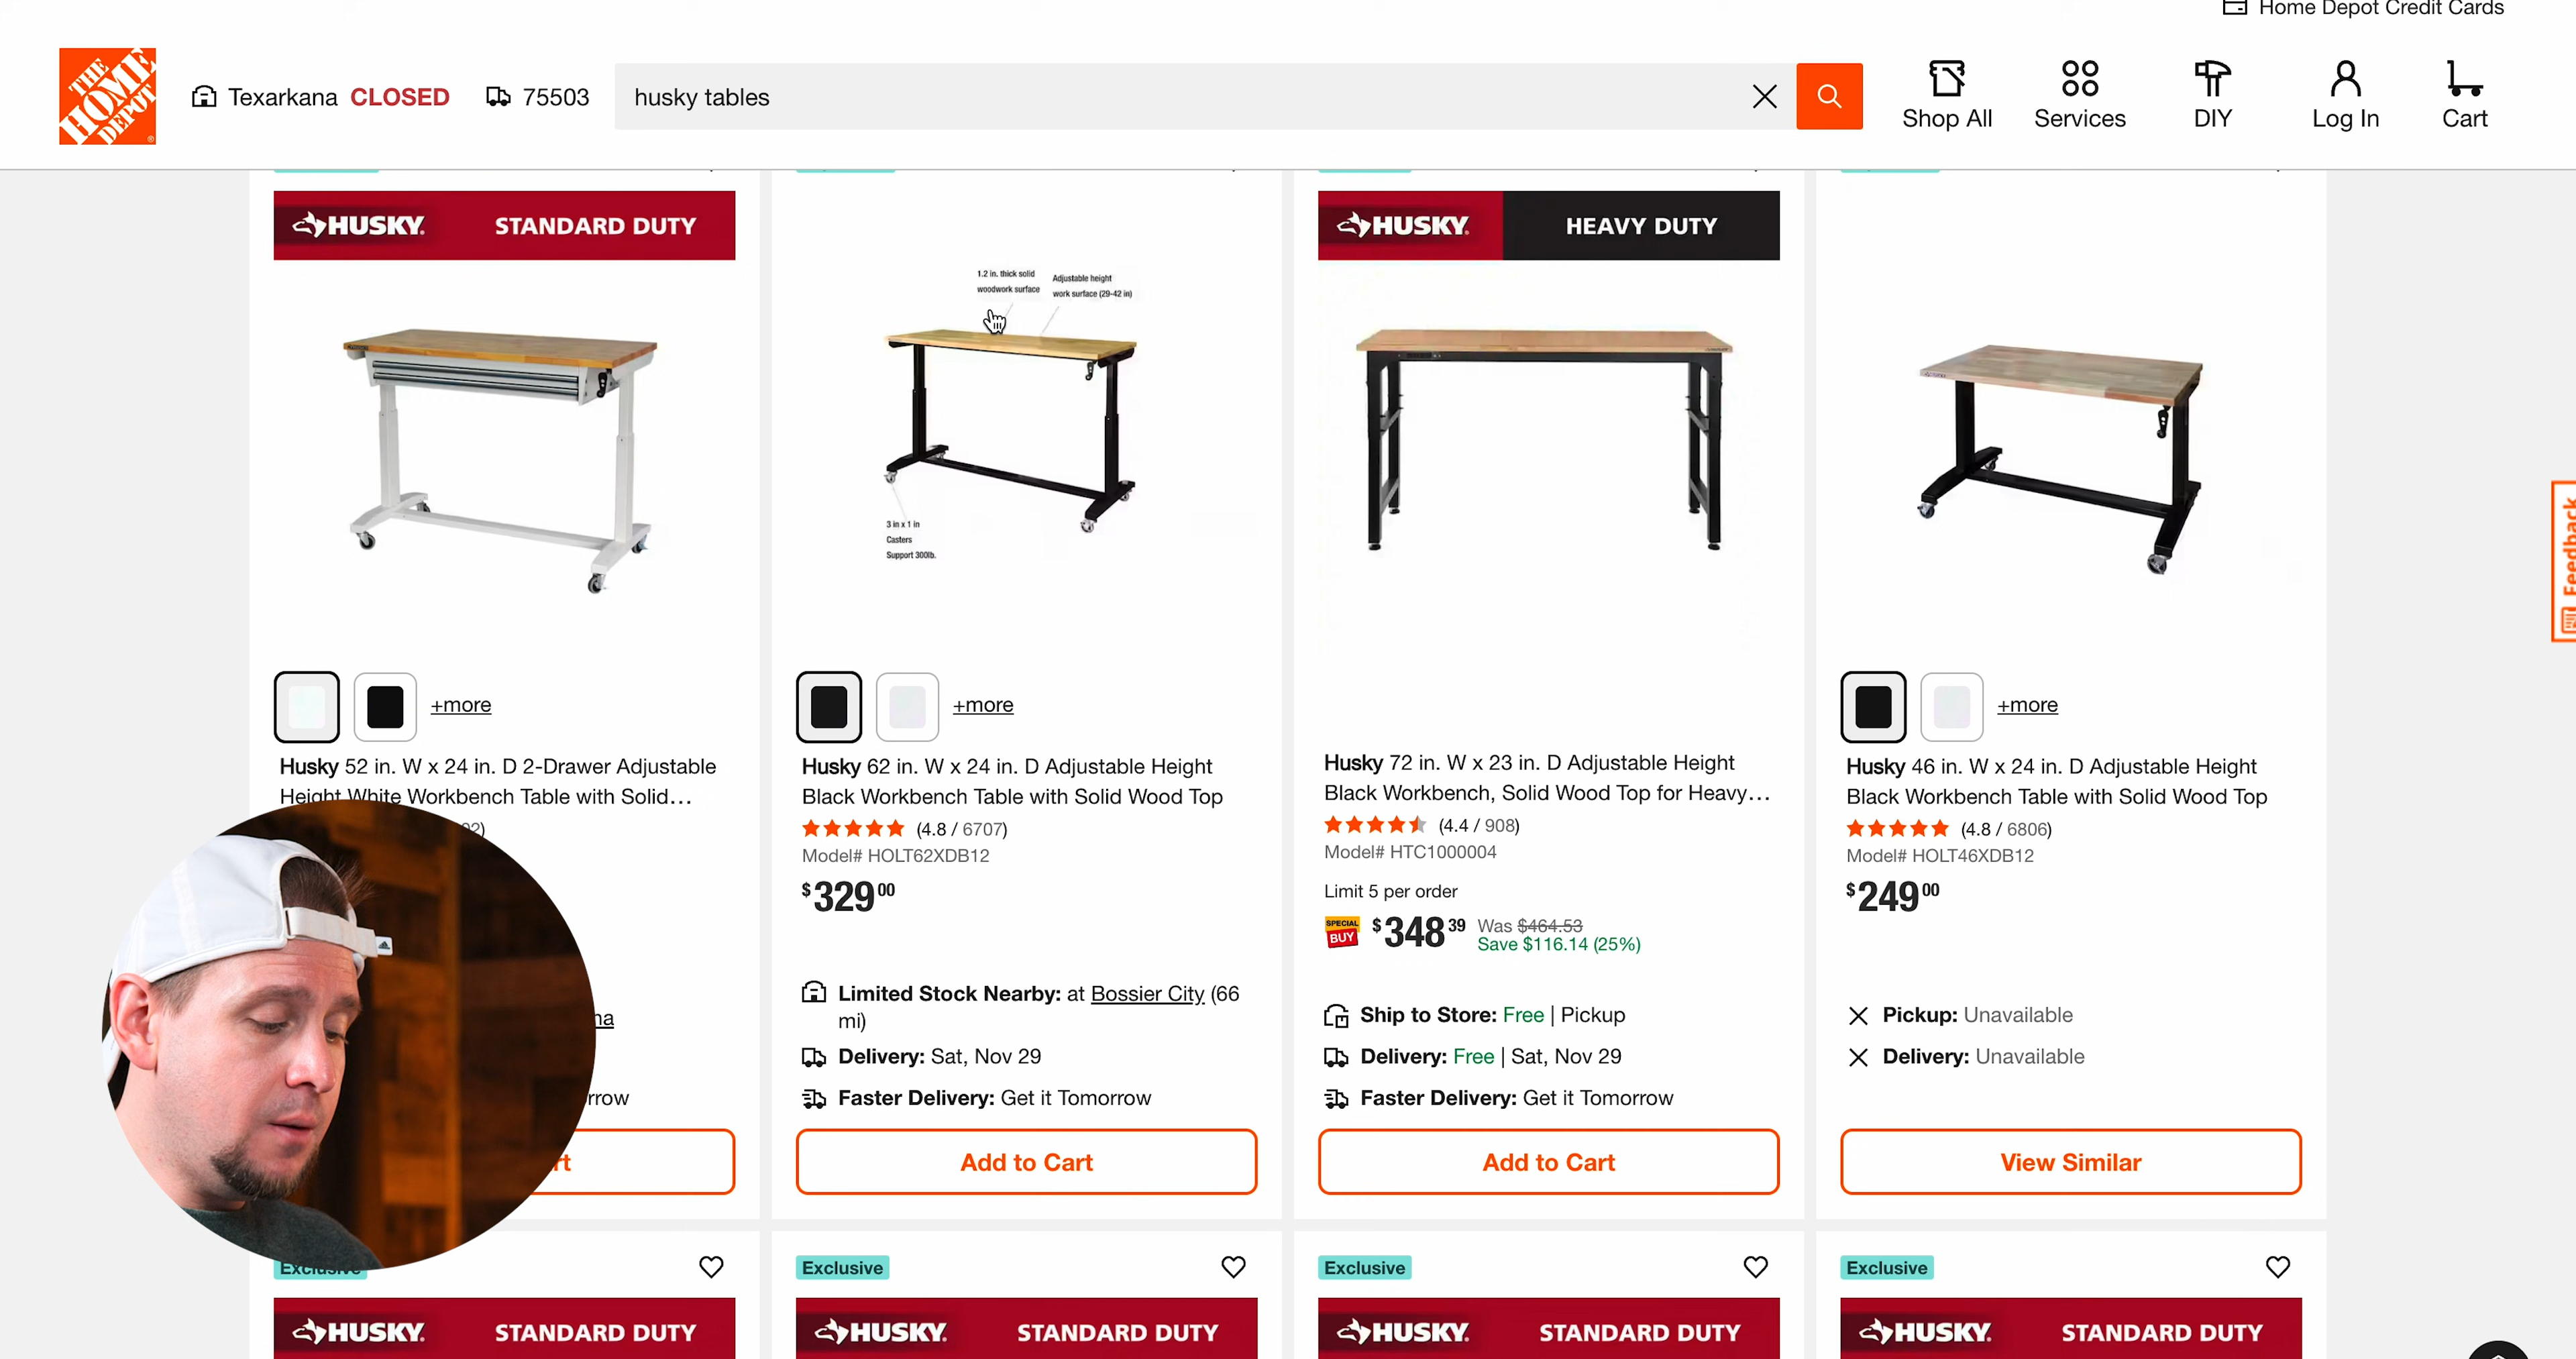 Home Depot Credit Cards
THE HOME DEPOT
Texarkana CLOSED
75503
husky tables
Shop All
Services
DIY
Log In
Cart
HUSKY STANDARD DUTY
+more
Husky 52 in. W x 24 in. D 2-Drawer Adjustable
Height White Workbench Table with Solid...
na
rrow
rt
1.2 in. thick solid
woodwork surface
Adjustable height
work surface (29-42 in)
3 in x 1 in
Casters
Support 300lb.
+more
Husky 62 in. W x 24 in. D Adjustable Height
Black Workbench Table with Solid Wood Top
(4.8 / 6707)
Model# HOLT62XDB12
$329 00
Limited Stock Nearby: at Bossier City (66
mi)
Delivery: Sat, Nov 29
Faster Delivery: Get it Tomorrow
Add to Cart
HUSKY HEAVY DUTY
Husky 72 in. W x 23 in. D Adjustable Height
Black Workbench, Solid Wood Top for Heavy...
(4.4 / 908)
Model# HTC1000004
Limit 5 per order
SPECIAL
BUY
$348 39
Was $464.53
Save $116.14 (25%)
Ship to Store: Free | Pickup
Delivery: Free | Sat, Nov 29
Faster Delivery: Get it Tomorrow
Add to Cart
+more
Husky 46 in. W x 24 in. D Adjustable Height
Black Workbench Table with Solid Wood Top
(4.8 / 6806)
Model# HOLT46XDB12
$249 00
Pickup: Unavailable
Delivery: Unavailable
View Similar
Feedback
Exclusive
HUSKY STANDARD DUTY
Exclusive
HUSKY STANDARD DUTY
Exclusive
HUSKY STANDARD DUTY
Exclusive
HUSKY STANDARD DUTY